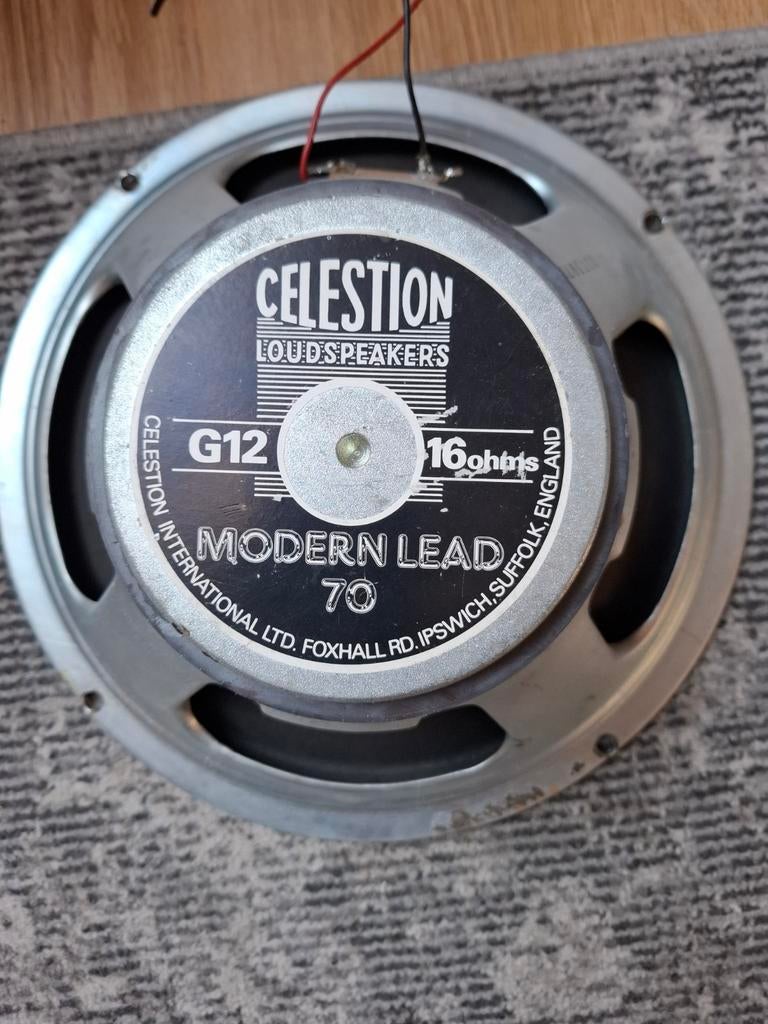 CELESTION
LOUDSPEAKERS
G12
16ohms
MODERN LEAD
70
CELESTION INTERNATIONAL LTD. FOXHALL RD. IPSWICH, SUFFOLK, ENGLAND